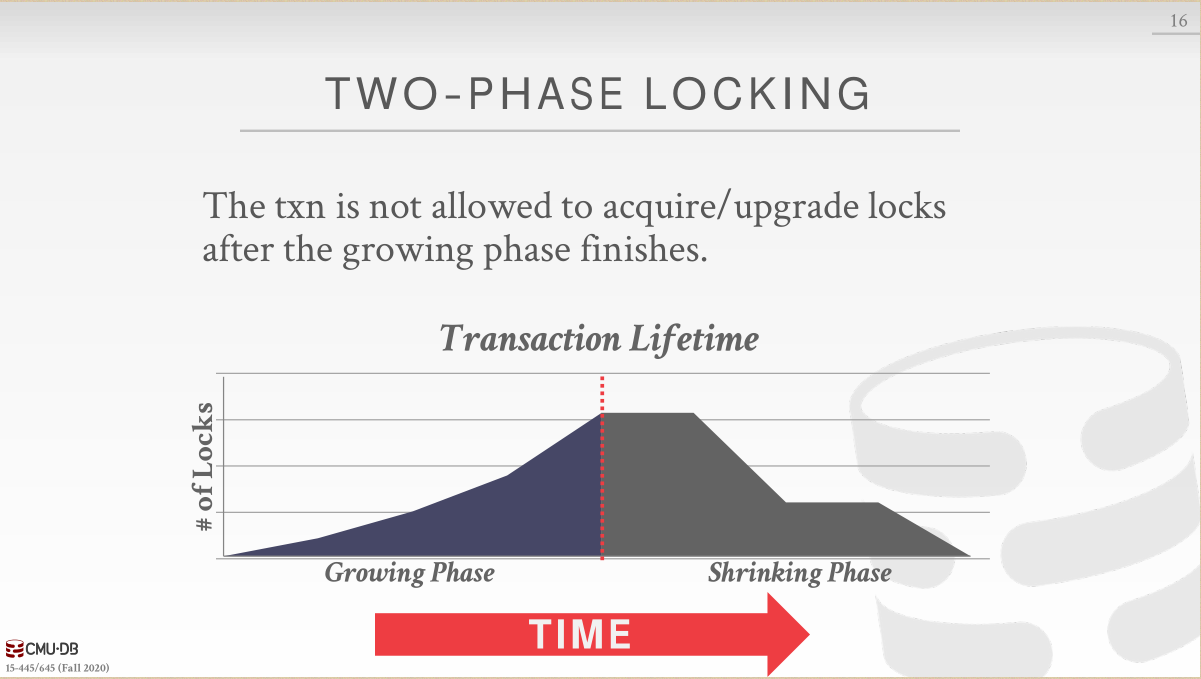 16
TWO-PHASE LOCKING
The txn is not allowed to acquire/upgrade locks
after the growing phase finishes.
Transaction Lifetime
# of Locks
Growing Phase
Shrinking Phase
TIME
CMU·DB
15-445/645 (Fall 2020)